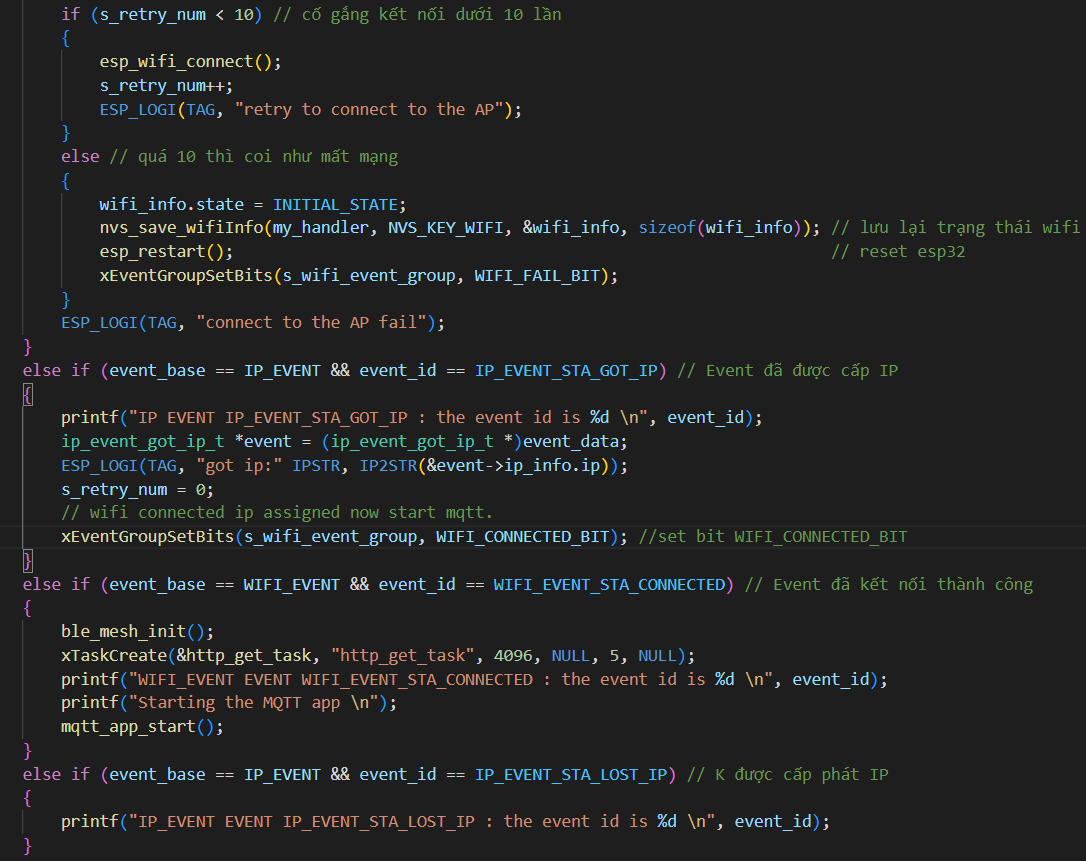 if (s_retry_num < 10) // cố gắng kết nối dưới 10 lần
{
esp_wifi_connect();
s_retry_num++;
ESP_LOGI(TAG, "retry to connect to the AP");
}
else // quá 10 thì coi như mất mạng
{
wifi_info.state = INITIAL_STATE;
nvs_save_wifiInfo(my_handler, NVS_KEY_WIFI, &wifi_info, sizeof(wifi_info)); // lưu lại trạng thái wifi
esp_restart(); // reset esp32
xEventGroupSetBits(s_wifi_event_group, WIFI_FAIL_BIT);
}
ESP_LOGI(TAG, "connect to the AP fail");
}
else if (event_base == IP_EVENT && event_id == IP_EVENT_STA_GOT_IP) // Event đã được cấp IP
{
printf("IP EVENT IP_EVENT_STA_GOT_IP : the event id is %d \n", event_id);
ip_event_got_ip_t *event = (ip_event_got_ip_t *)event_data;
ESP_LOGI(TAG, "got ip:" IPSTR, IP2STR(&event->ip_info.ip));
s_retry_num = 0;
// wifi connected ip assigned now start mqtt.
xEventGroupSetBits(s_wifi_event_group, WIFI_CONNECTED_BIT); //set bit WIFI_CONNECTED_BIT
}
else if (event_base == WIFI_EVENT && event_id == WIFI_EVENT_STA_CONNECTED) // Event đã kết nối thành công
{
ble_mesh_init();
xTaskCreate(&http_get_task, "http_get_task", 4096, NULL, 5, NULL);
printf("WIFI_EVENT EVENT WIFI_EVENT_STA_CONNECTED : the event id is %d \n", event_id);
printf("Starting the MQTT app \n");
mqtt_app_start();
}
else if (event_base == IP_EVENT && event_id == IP_EVENT_STA_LOST_IP) // K được cấp phát IP
{
printf("IP_EVENT EVENT IP_EVENT_STA_LOST_IP : the event id is %d \n", event_id);
}